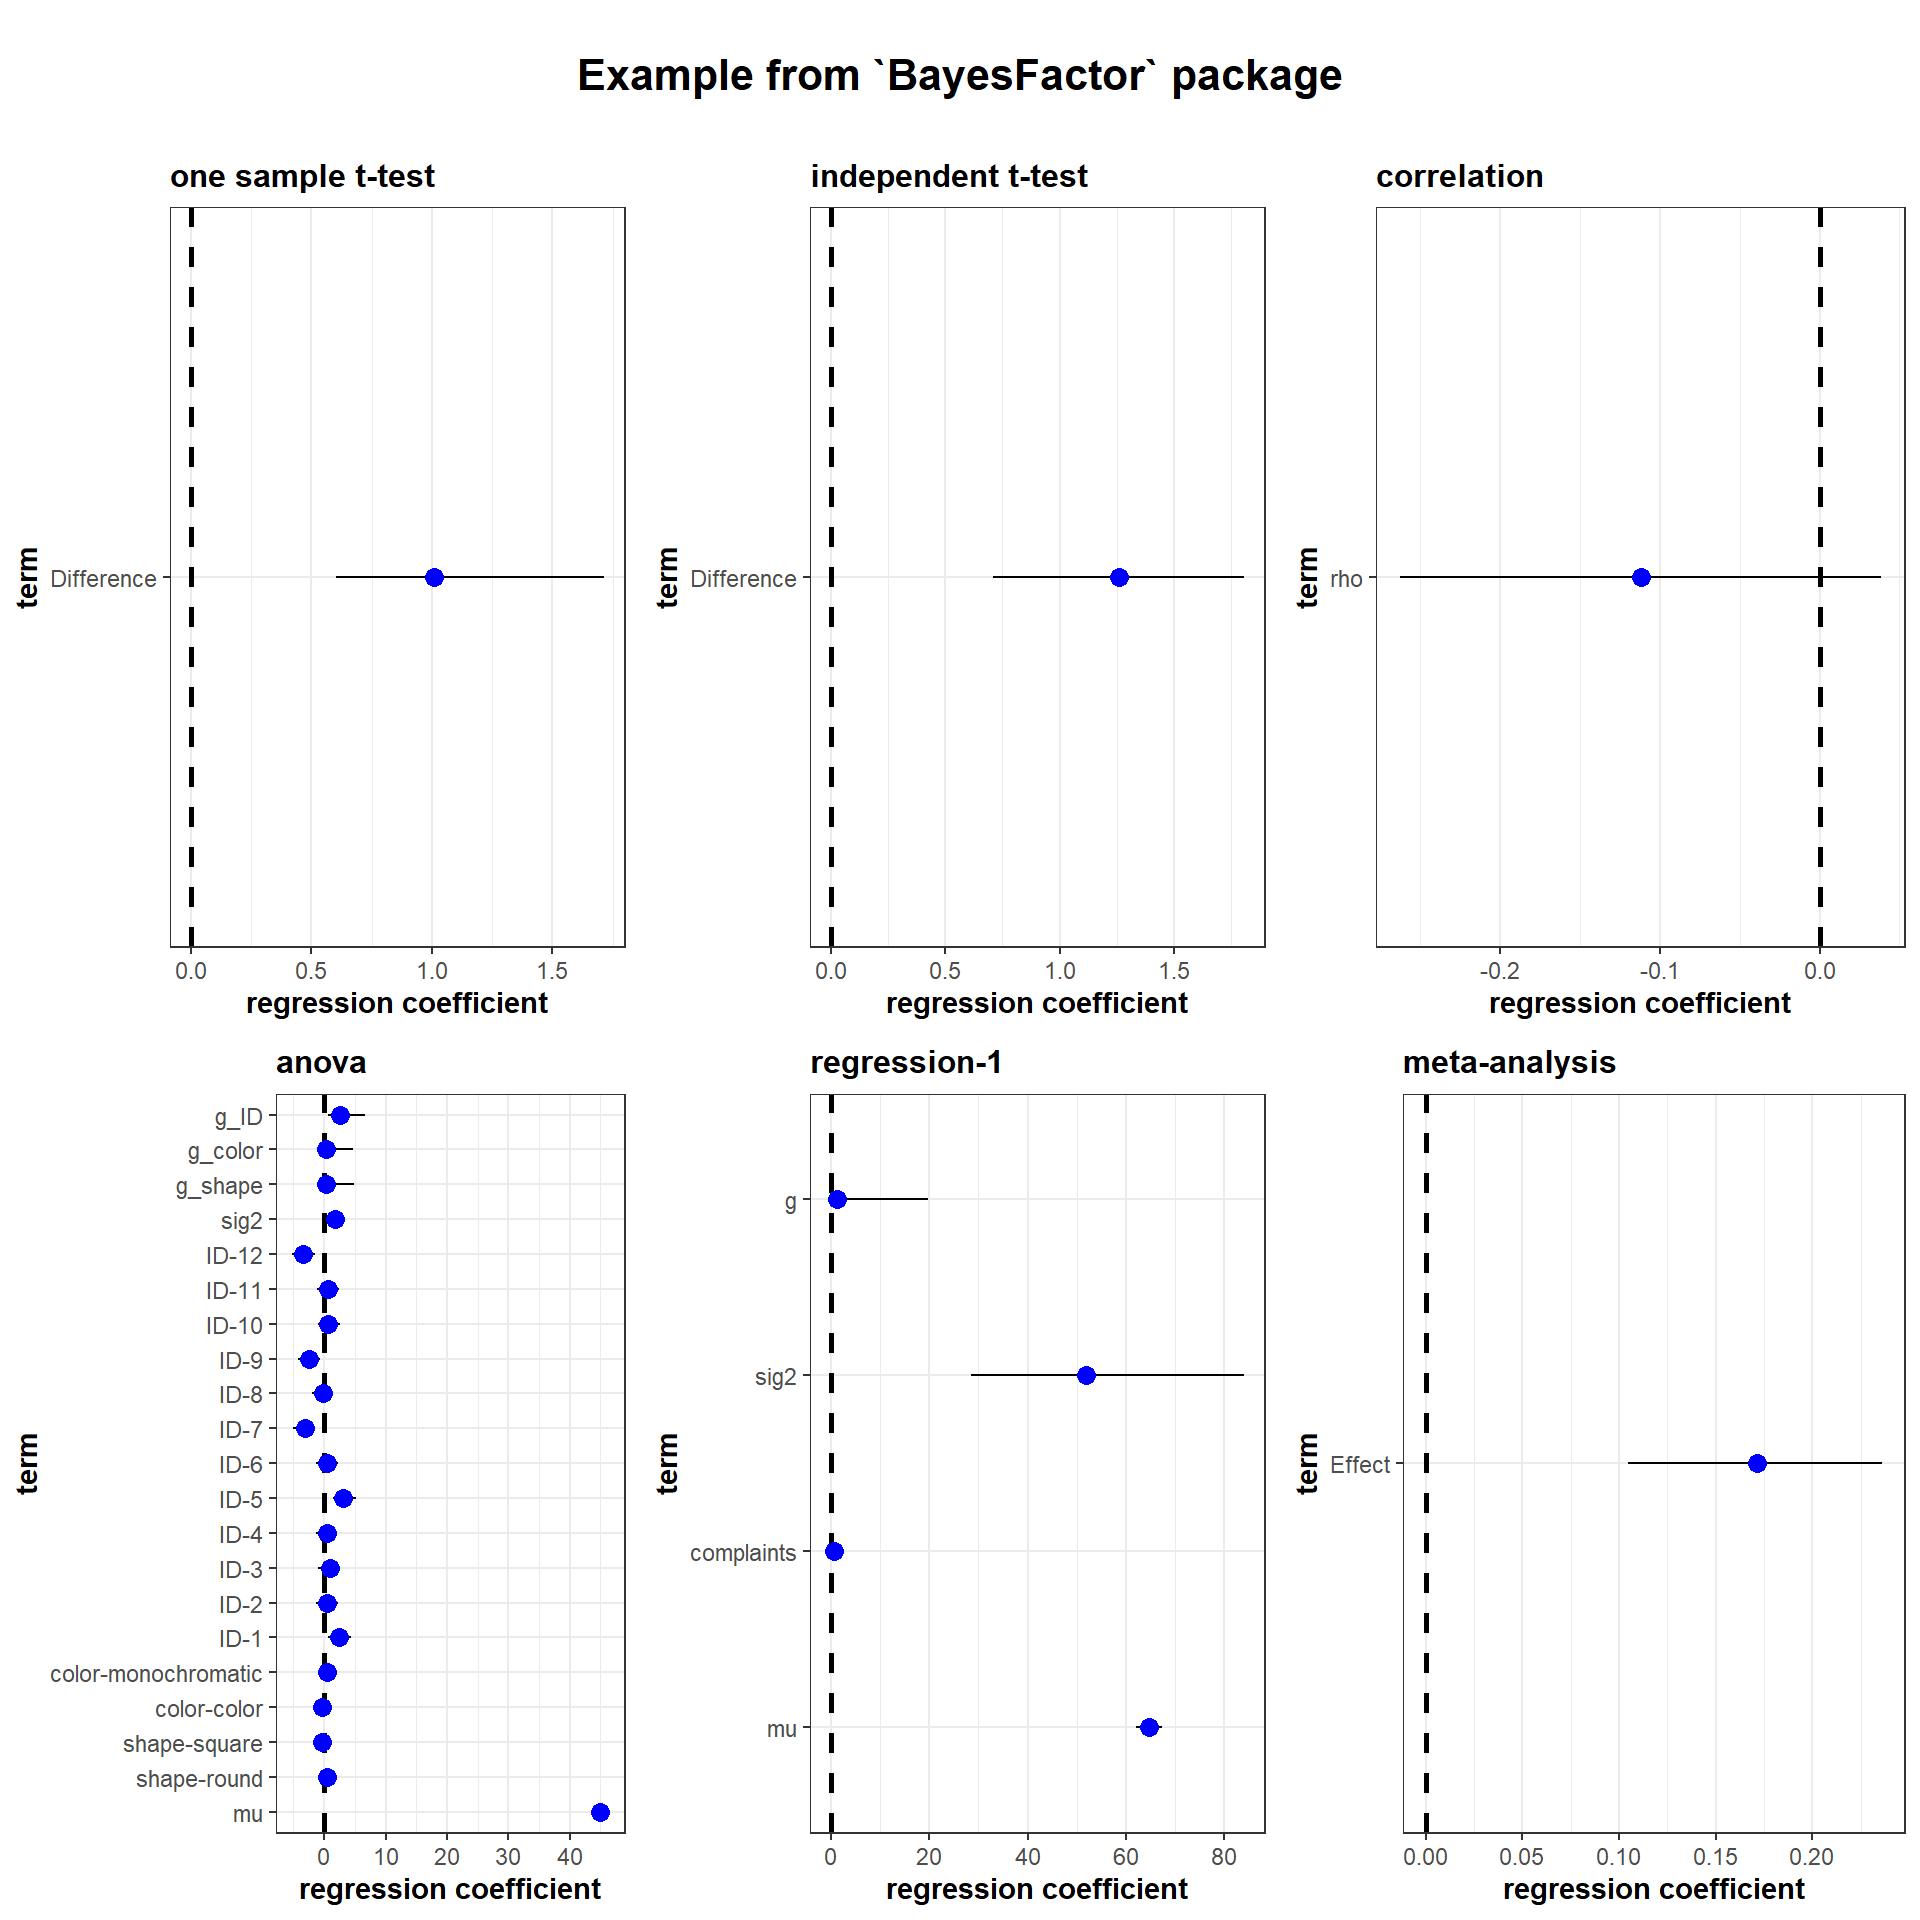 Example from `BayesFactor` package
one sample t-test
term
Difference
0.0 0.5 1.0 1.5
regression coefficient
independent t-test
term
Difference
0.0 0.5 1.0 1.5
regression coefficient
correlation
term
rho
-0.2 -0.1 0.0
regression coefficient
anova
term
g_ID
g_color
g_shape
sig2
ID-12
ID-11
ID-10
ID-9
ID-8
ID-7
ID-6
ID-5
ID-4
ID-3
ID-2
ID-1
color-monochromatic
color-color
shape-square
shape-round
mu
0 10 20 30 40
regression coefficient
regression-1
term
g
sig2
complaints
mu
0 20 40 60 80
regression coefficient
meta-analysis
term
Effect
0.00 0.05 0.10 0.15 0.20
regression coefficient